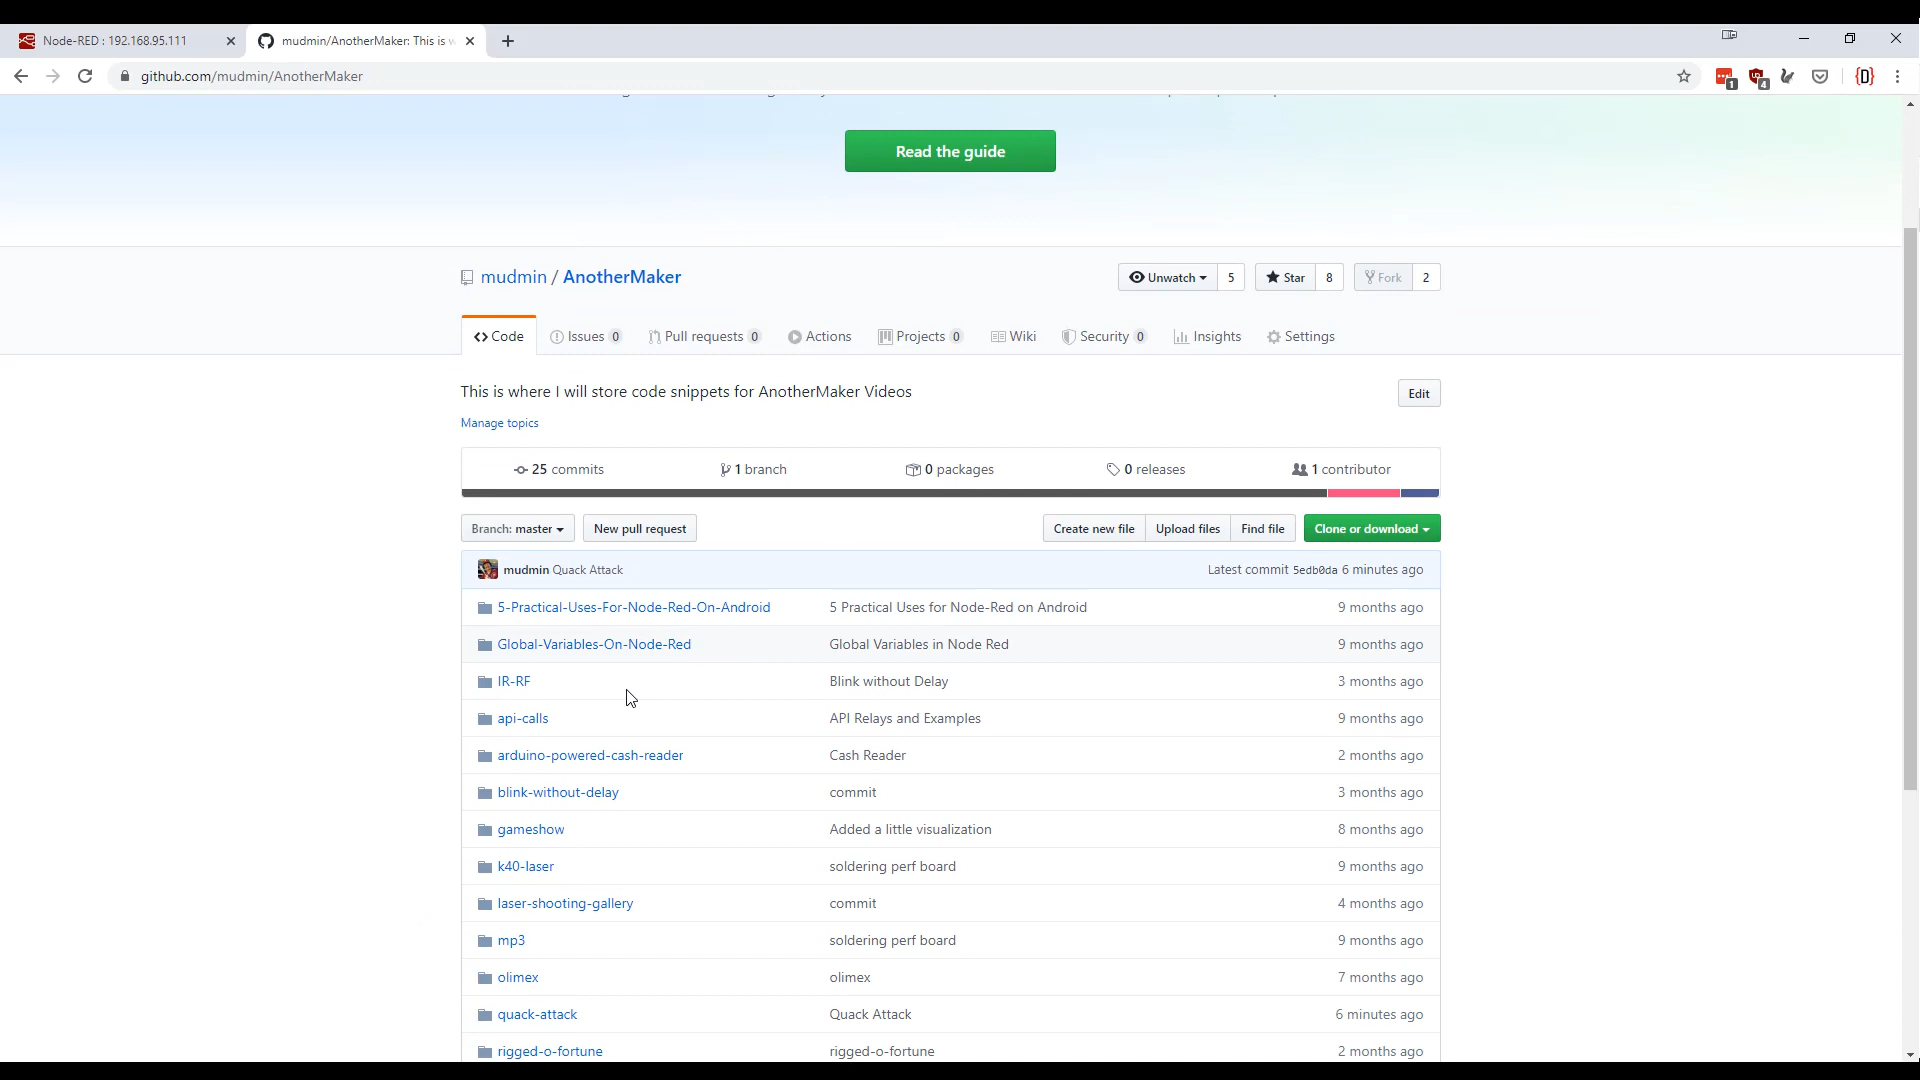 Node-RED : 192.168.95.111
mudmin/AnotherMaker: This is w
github.com/mudmin/AnotherMaker
1
4
Read the guide
mudmin / AnotherMaker
Unwatch 5 Star 8 Fork 2
Code Issues 0 Pull requests 0 Actions Projects 0 Wiki Security 0 Insights Settings
This is where I will store code snippets for AnotherMaker Videos
Edit
Manage topics
25 commits 1 branch 0 packages 0 releases 1 contributor
Branch: master New pull request Create new file Upload files Find file Clone or download
mudmin Quack Attack Latest commit 5edb0da 6 minutes ago
5-Practical-Uses-For-Node-Red-On-Android 5 Practical Uses for Node-Red on Android 9 months ago
Global-Variables-On-Node-Red Global Variables in Node Red 9 months ago
IR-RF Blink without Delay 3 months ago
api-calls API Relays and Examples 9 months ago
arduino-powered-cash-reader Cash Reader 2 months ago
blink-without-delay commit 3 months ago
gameshow Added a little visualization 8 months ago
k40-laser soldering perf board 9 months ago
laser-shooting-gallery commit 4 months ago
mp3 soldering perf board 9 months ago
olimex olimex 7 months ago
quack-attack Quack Attack 6 minutes ago
rigged-o-fortune rigged-o-fortune 2 months ago